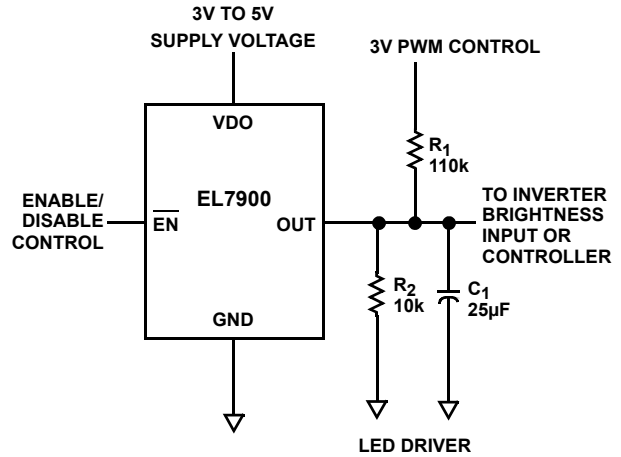 3V TO 5V
SUPPLY VOLTAGE
3V PWM CONTROL
VDO
R1
110k
ENABLE/
DISABLE
CONTROL
EN
EL7900
OUT
TO INVERTER
BRIGHTNESS
INPUT OR
CONTROLLER
R2
10k
C1
25µF
GND
LED DRIVER